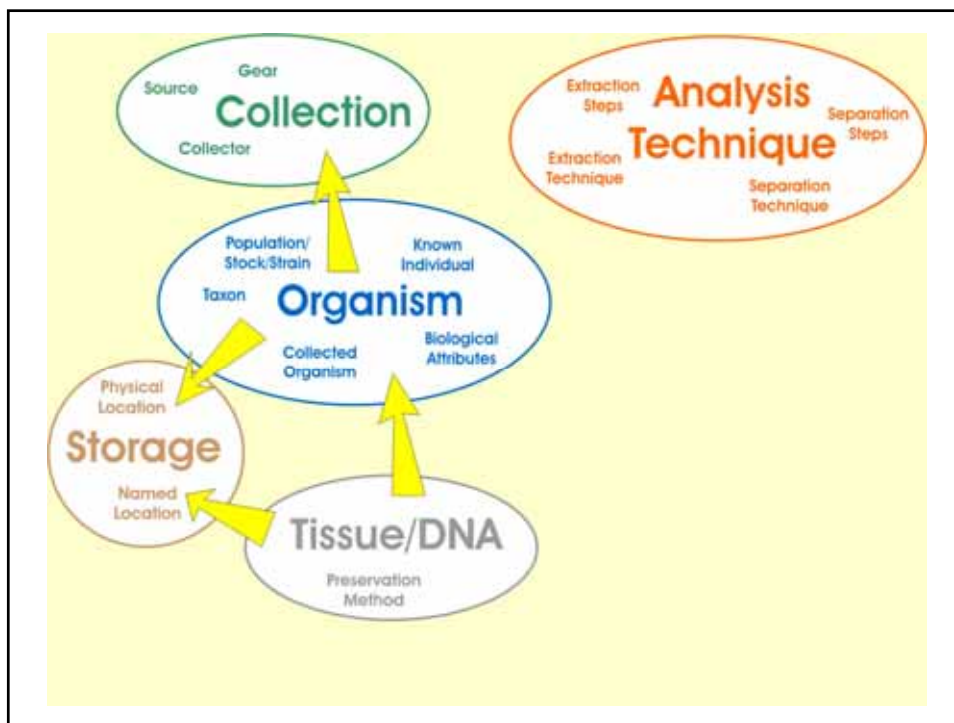 Gear
Source
Collection
Collector
Extraction
Steps
Analysis
Technique
Separation
Steps
Extraction
Technique
Separation
Technique
Population/
Stock/Strain
Known
Individual
Taxon
Organism
Collected
Organism
Biological
Attributes
Physical
Location
Storage
Named
Location
Tissue/DNA
Preservation
Method